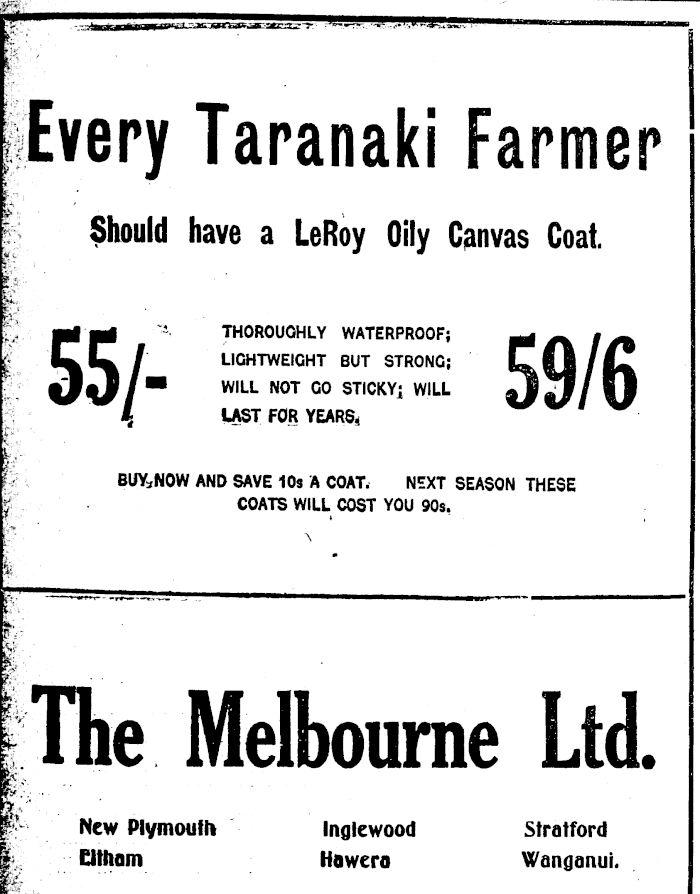 Every Taranaki Farmer
Should have a LeRoy Oily Canvas Coat.
55/-
THOROUGHLY WATERPROOF;
LIGHTWEIGHT BUT STRONG;
WILL NOT GO STICKY; WILL
LAST FOR YEARS.
59/6
BUY NOW AND SAVE 10s A COAT. NEXT SEASON THESE
COATS WILL COST YOU 90s.
The Melbourne Ltd.
New Plymouth Inglewood Stratford
Eltham Hawera Wanganui.